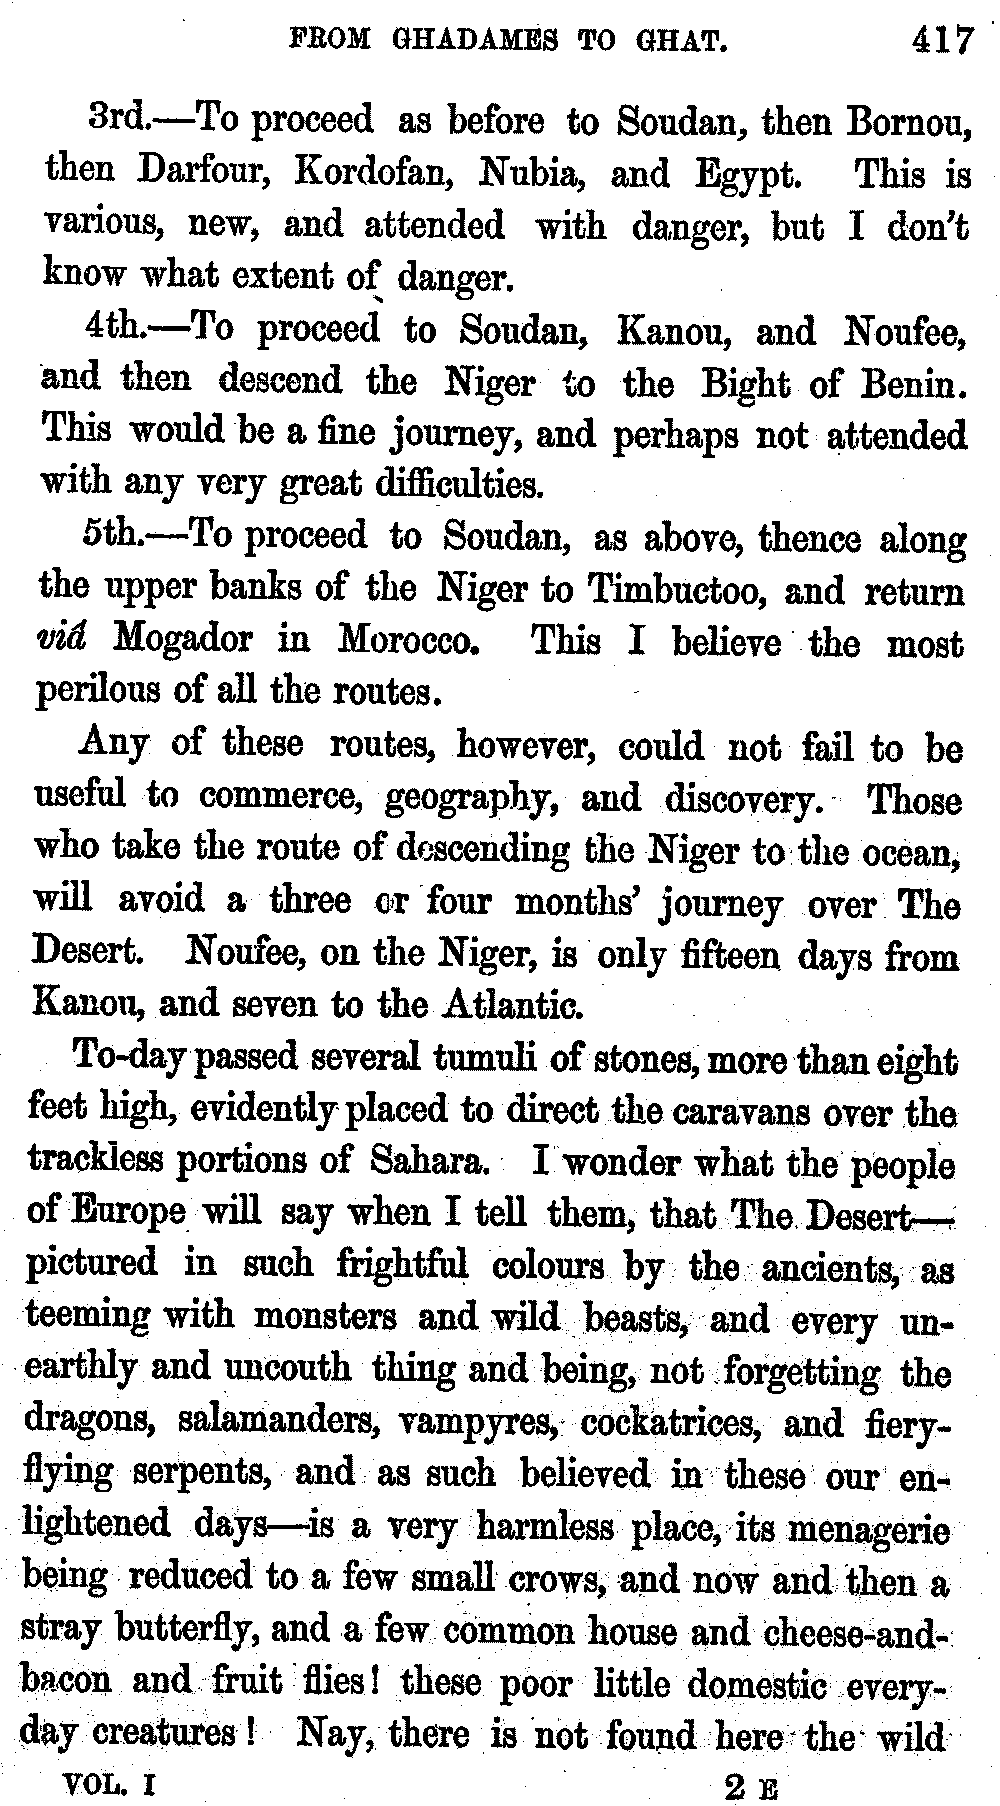 FROM GHADAMES TO GHAT. 417
3rd.—To proceed as before to Soudan, then Bornou,
then Darfour, Kordofan, Nubia, and Egypt. This is
various, new, and attended with danger, but I don't
know what extent of danger.
4th.—To proceed to Soudan, Kanou, and Noufee,
and then descend the Niger to the Bight of Benin.
This would be a fine journey, and perhaps not attended
with any very great difficulties.
5th.—To proceed to Soudan, as above, thence along
the upper banks of the Niger to Timbuctoo, and return
viâ Mogador in Morocco. This I believe the most
perilous of all the routes.
Any of these routes, however, could not fail to be
useful to commerce, geography, and discovery. Those
who take the route of descending the Niger to the ocean,
will avoid a three or four months' journey over The
Desert. Noufee, on the Niger, is only fifteen days from
Kanou, and seven to the Atlantic.
To-day passed several tumuli of stones, more than eight
feet high, evidently placed to direct the caravans over the
trackless portions of Sahara. I wonder what the people
of Europe will say when I tell them, that The Desert—
pictured in such frightful colours by the ancients, as
teeming with monsters and wild beasts, and every un-
earthly and uncouth thing and being, not forgetting the
dragons, salamanders, vampyres, cockatrices, and fiery-
flying serpents, and as such believed in these our en-
lightened days—is a very harmless place, its menagerie
being reduced to a few small crows, and now and then a
stray butterfly, and a few common house and cheese-and-
bacon and fruit flies! these poor little domestic every-
day creatures! Nay, there is not found here the wild
VOL. I 2 E